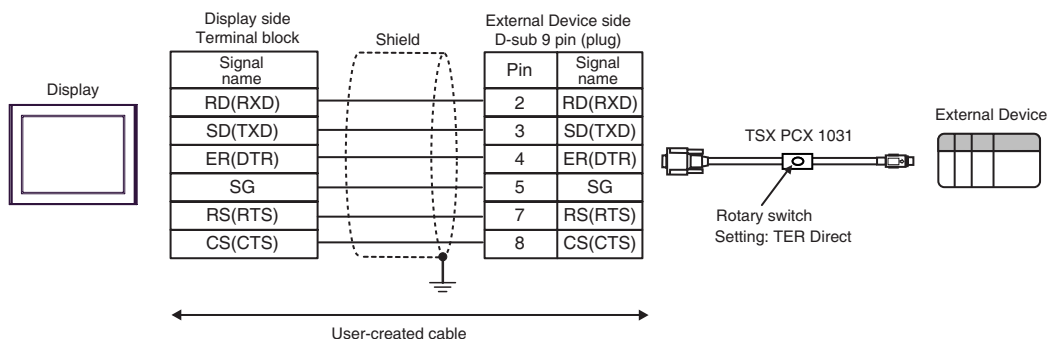 Display side
Terminal block
Shield
External Device side
D-sub 9 pin (plug)
Signal
name
Pin
Signal
name
Display
RD(RXD)
2
RD(RXD)
External Device
SD(TXD)
3
SD(TXD)
TSX PCX 1031
ER(DTR)
4
ER(DTR)
SG
5
SG
RS(RTS)
7
RS(RTS)
Rotary switch
Setting: TER Direct
CS(CTS)
8
CS(CTS)
User-created cable